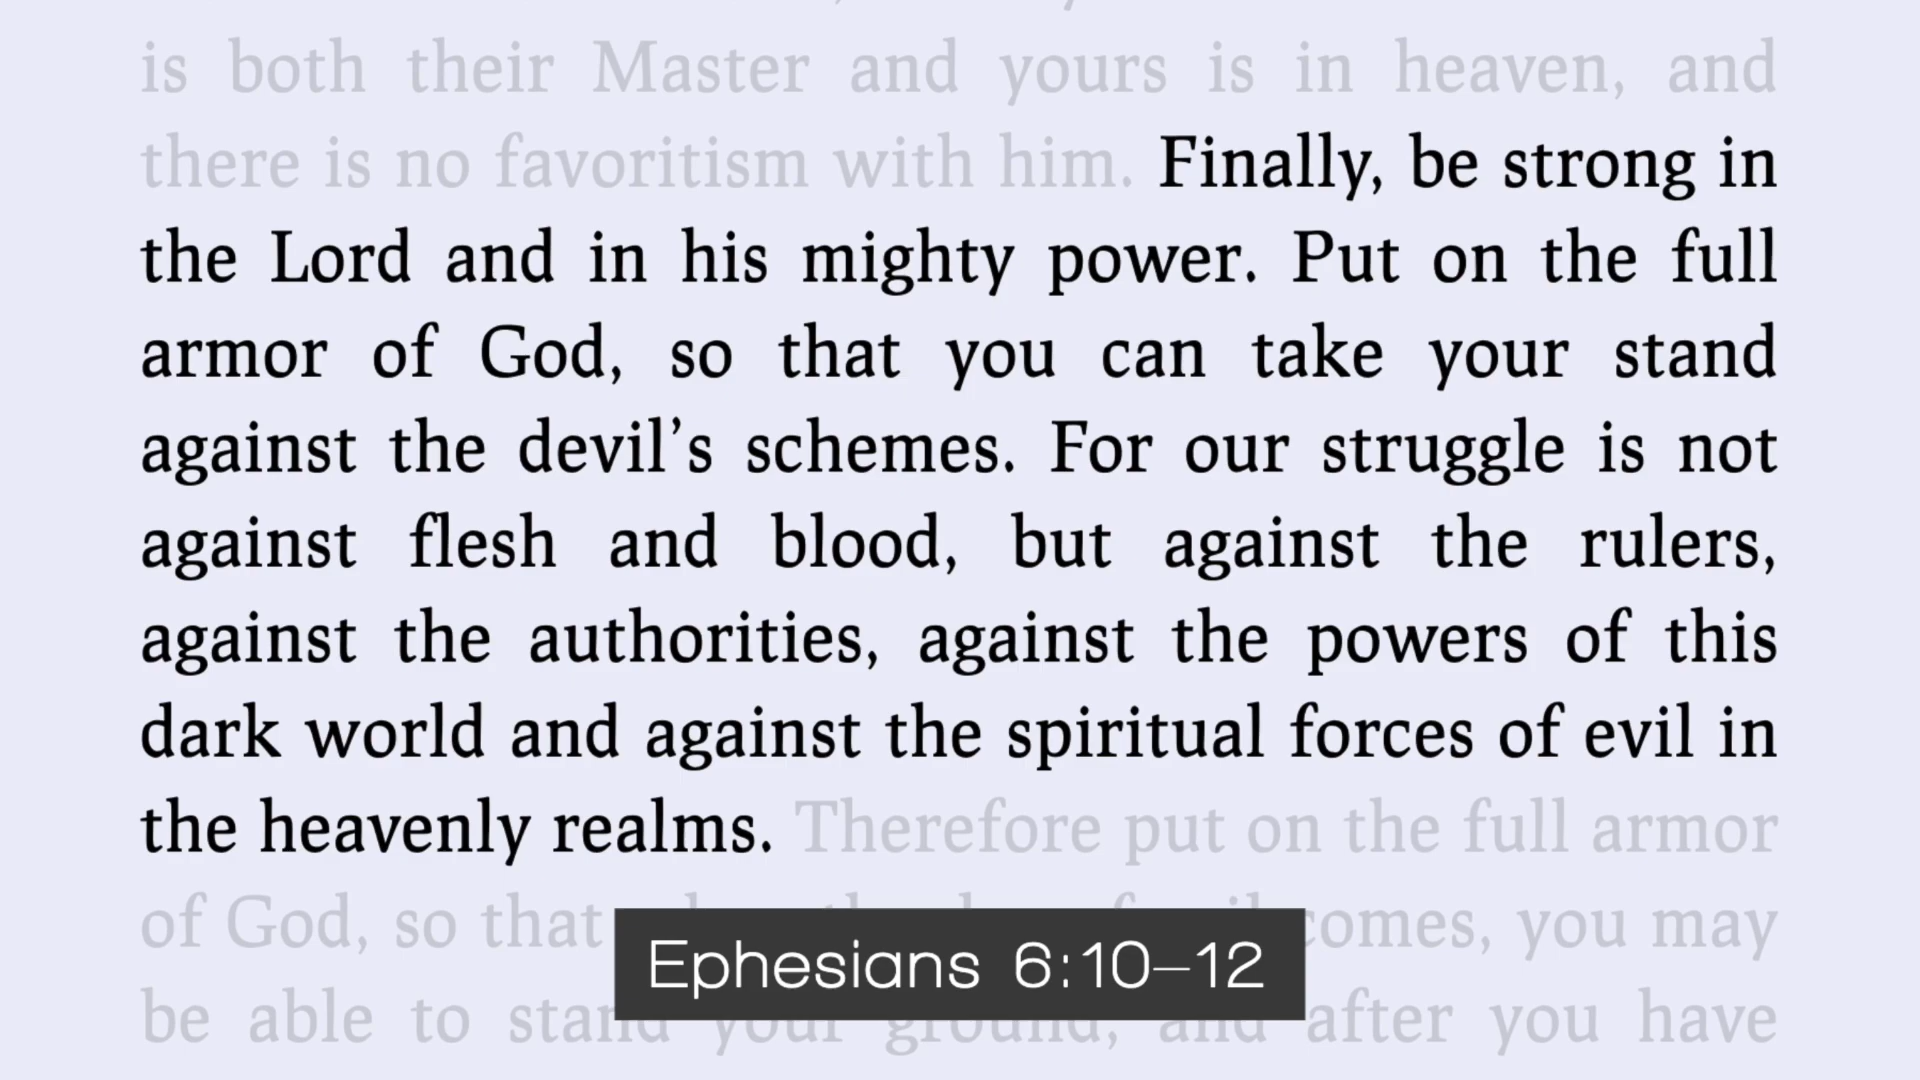 is both their Master and yours is in heaven, and
there is no favoritism with him. Finally, be strong in
the Lord and in his mighty power. Put on the full
armor of God, so that you can take your stand
against the devil’s schemes. For our struggle is not
against flesh and blood, but against the rulers,
against the authorities, against the powers of this
dark world and against the spiritual forces of evil in
the heavenly realms. Therefore put on the full armor
of God, so that comes, you may
be able to stand your ground, and after you have
Ephesians 6:10–12